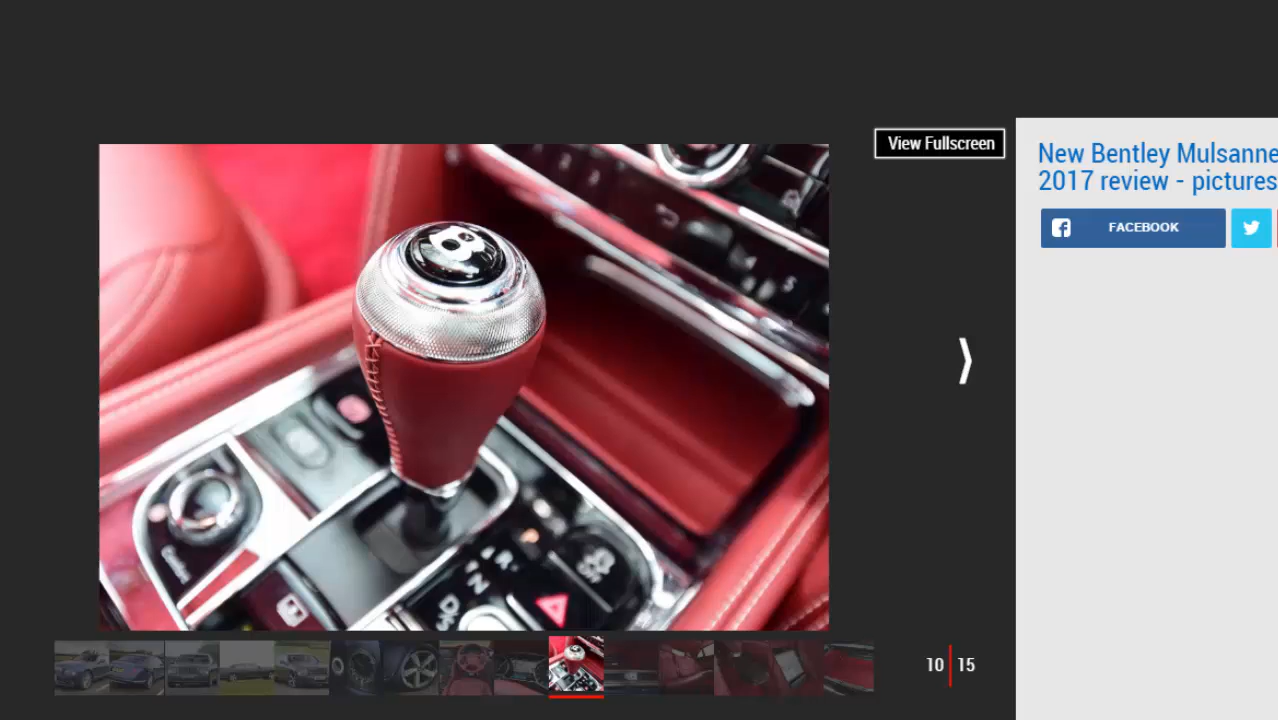 View Fullscreen
New Bentley Mulsanne
2017 review - pictures
FACEBOOK
B
R
N
D/S
10 | 15